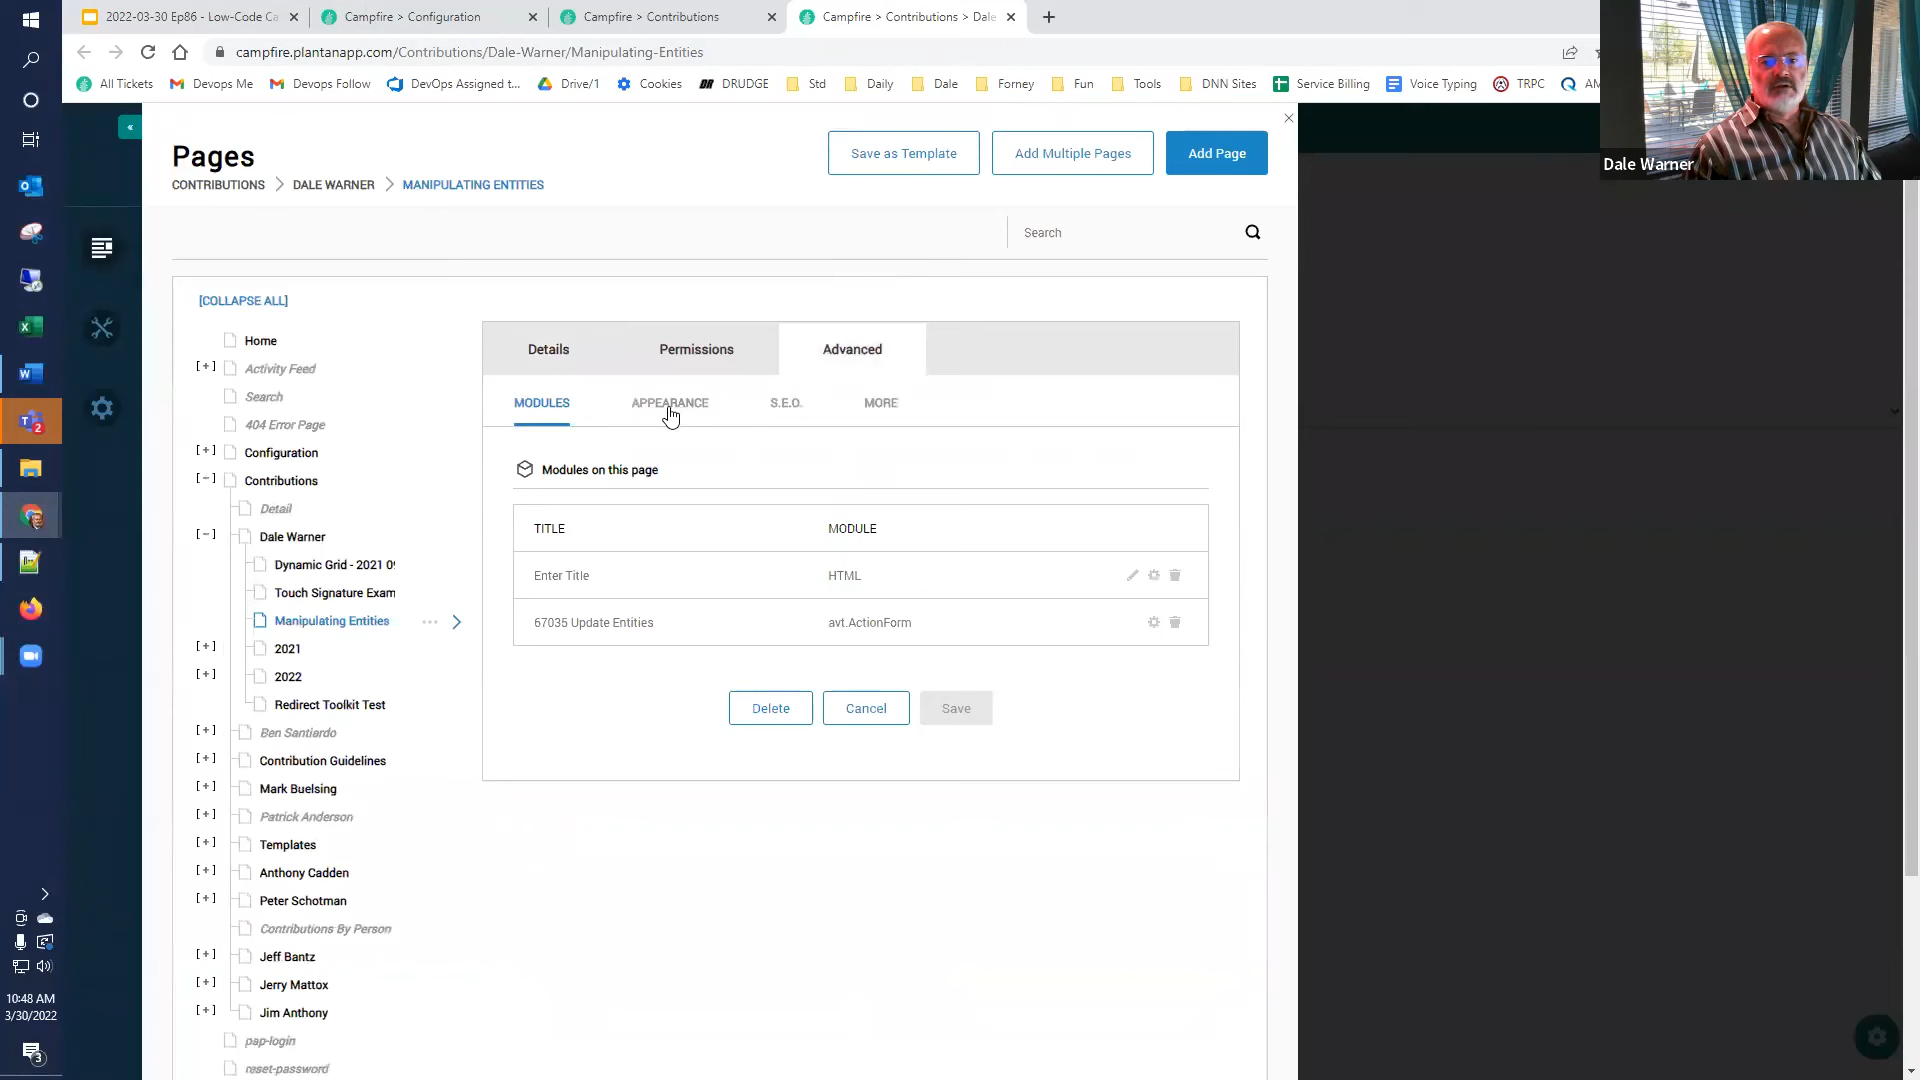 2022-03-30 Ep86 - Low-Code Ca
Campfire > Configuration
Campfire > Contributions
Campfire > Contributions > Dale
campfire.plantanapp.com/Contributions/Dale-Warner/Manipulating-Entities
All Tickets
Devops Me
Devops Follow
DevOps Assigned t...
Drive/1
Cookies
DRUDGE
Std
Daily
Dale
Forney
Fun
Tools
DNN Sites
Service Billing
Voice Typing
TRPC
Dale Warner
Pages
CONTRIBUTIONS
DALE WARNER
MANIPULATING ENTITIES
Save as Template
Add Multiple Pages
Add Page
Search
[COLLAPSE ALL]
Home
[+] Activity Feed
Search
404 Error Page
[+] Configuration
[-] Contributions
Detail
[-] Dale Warner
Dynamic Grid - 2021 0
Touch Signature Exam
Manipulating Entities
[+] 2021
[+] 2022
Redirect Toolkit Test
[+] Ben Santiardo
[+] Contribution Guidelines
[+] Mark Buelsing
[+] Patrick Anderson
[+] Templates
[+] Anthony Cadden
[+] Peter Schotman
Contributions By Person
[+] Jeff Bantz
[+] Jerry Mattox
[+] Jim Anthony
pap-login
reset-password
Details
Permissions
Advanced
MODULES
APPEARANCE
S.E.O.
MORE
Modules on this page
TITLE
MODULE
Enter Title
HTML
67035 Update Entities
avt.ActionForm
Delete
Cancel
Save
10:48 AM
3/30/2022
3